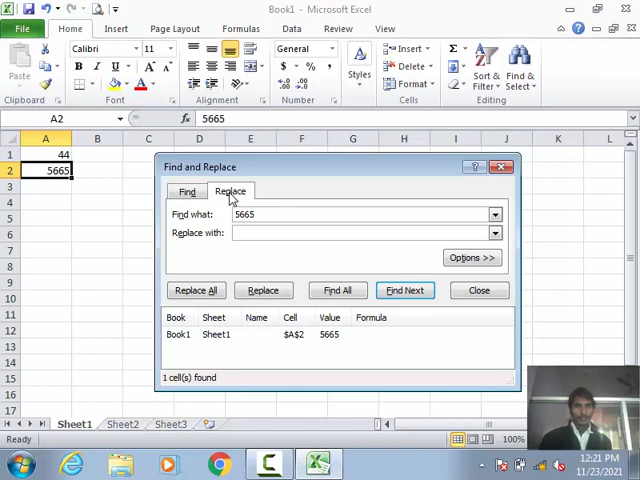 Book1 - Microsoft Excel
File Home Insert Page Layout Formulas Data Review View
Calibri 11 General Insert Σ
Paste B I U A $ % , Styles Delete Sort & Filter Find & Select
Format
Clipboard Font Alignment Number Cells Editing
A2 fx 5665
A B C D E F G H I J K L
1 44
2 5665
3
4
5
6
7
8
9
10
11
12
13
14
15
16
17
Find and Replace
Find Replace
Find what: 5665
Replace with:
Options >>
Replace All Replace Find All Find Next Close
Book Sheet Name Cell Value Formula
Book1 Sheet1 $A$2 5665
1 cell(s) found
Sheet1 Sheet2 Sheet3
Ready 100%
12:21 PM
11/23/2021